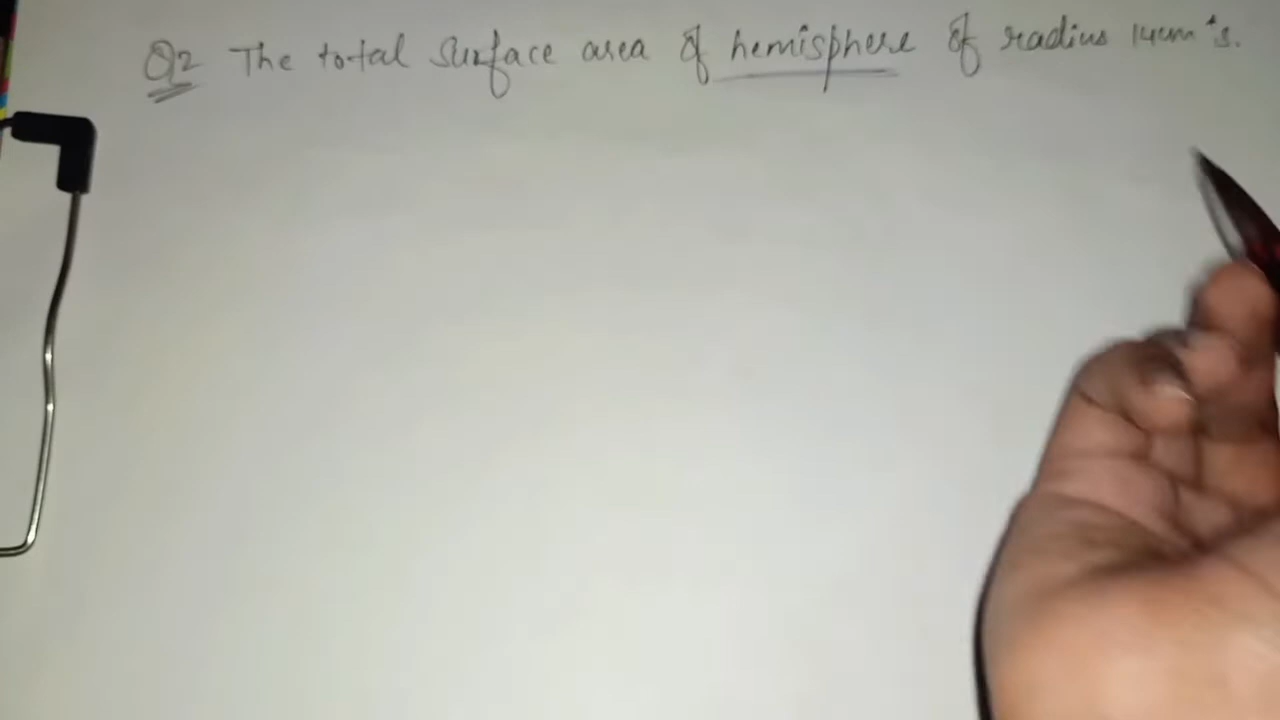 Q2 The total surface area of hemisphere of radius 14cm's.